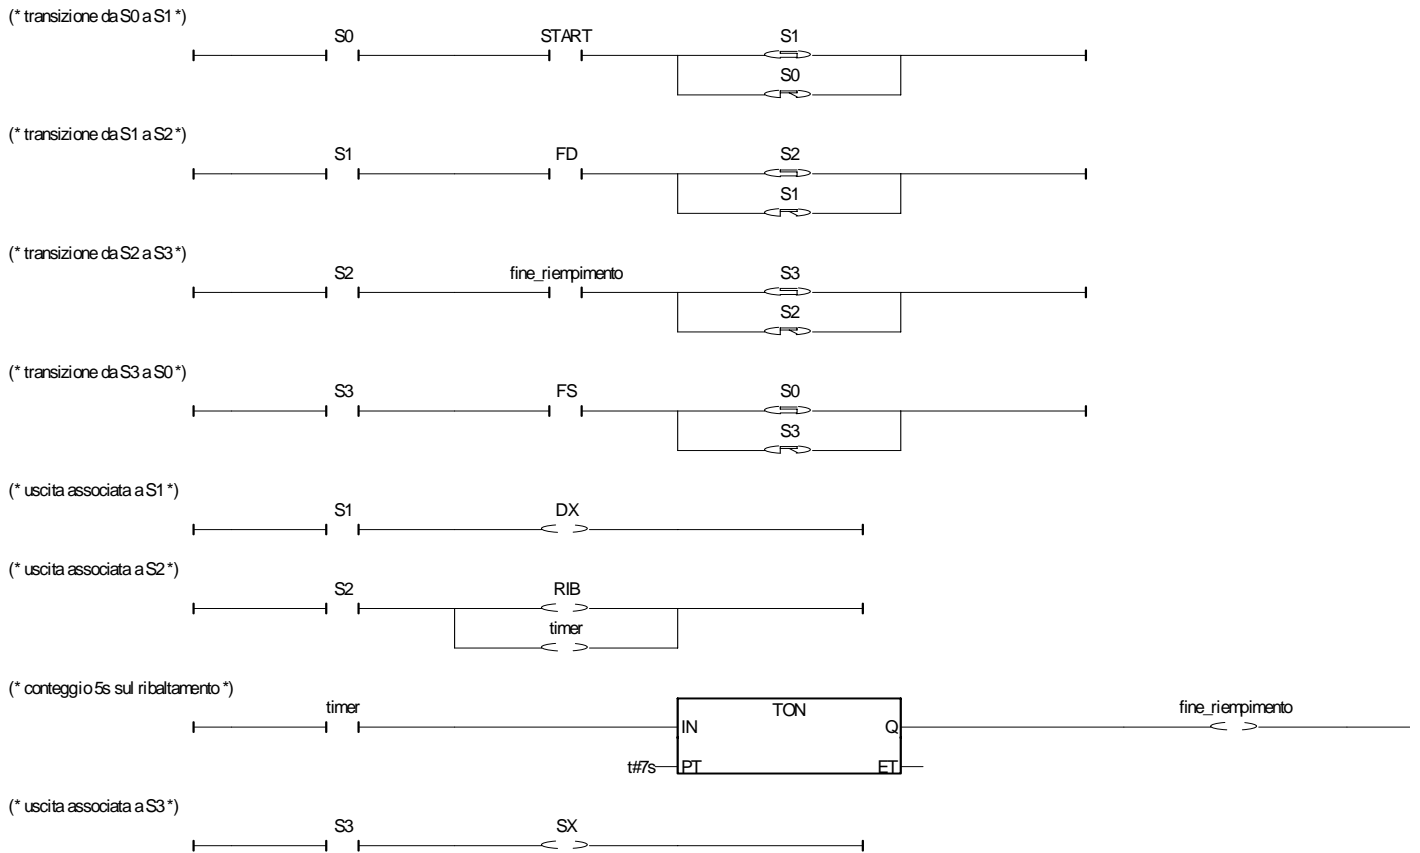 (* transizione da S0 a S1 *)
S0 START S1
S0
(* transizione da S1 a S2 *)
S1 FD S2
S1
(* transizione da S2 a S3 *)
S2 fine_riempimento S3
S2
(* transizione da S3 a S0 *)
S3 FS S0
S3
(* uscita associata a S1 *)
S1 DX
(* uscita associata a S2 *)
S2 RIB
timer
(* conteggio 5s sul ribaltamento *)
timer TON fine_riempimento
IN Q
t#7s PT ET
(* uscita associata a S3 *)
S3 SX